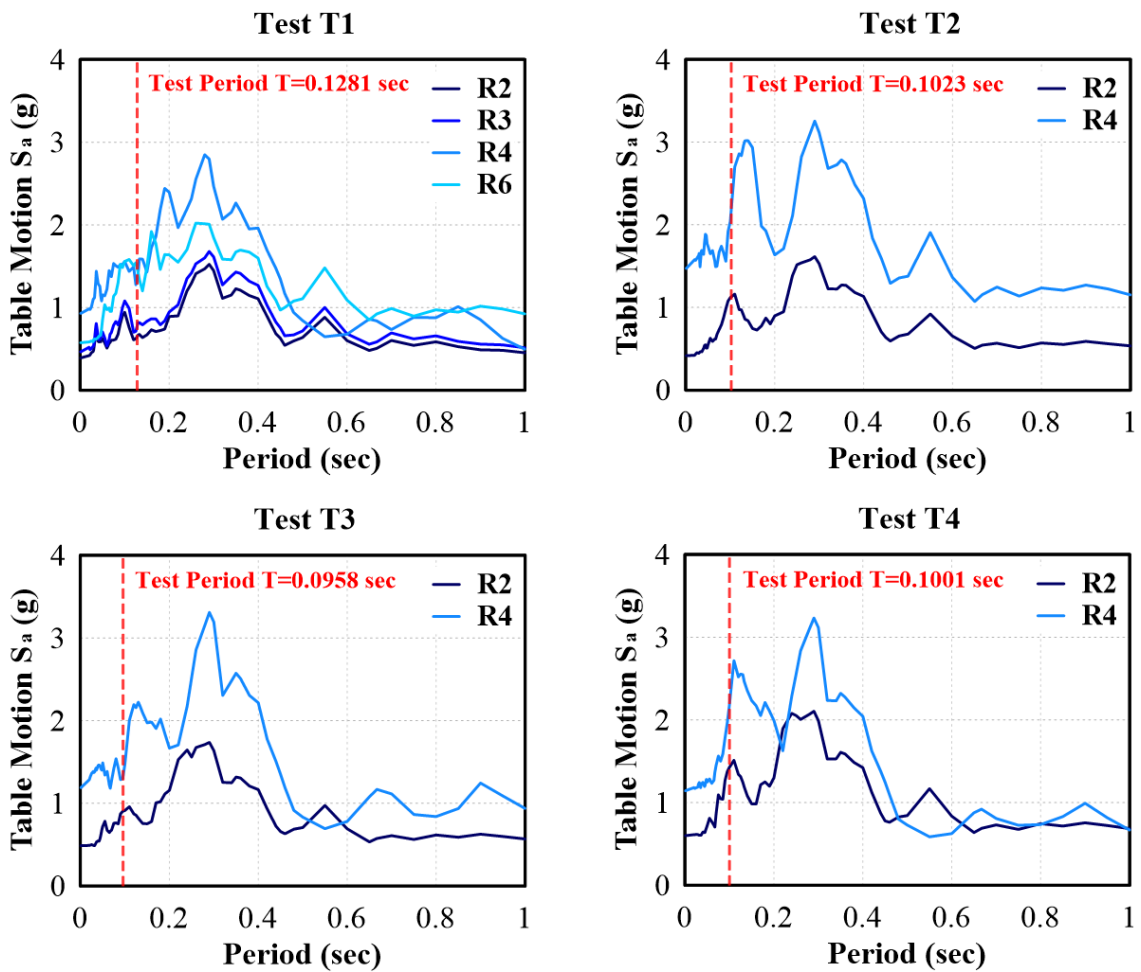 Test T1
Test Period T=0.1281 sec
R2
R3
R4
R6
Table Motion Sa (g)
4
3
2
1
0
0 0.2 0.4 0.6 0.8 1
Period (sec)
Test T2
Test Period T=0.1023 sec
R2
R4
Table Motion Sa (g)
4
3
2
1
0
0 0.2 0.4 0.6 0.8 1
Period (sec)
Test T3
Test Period T=0.0958 sec
R2
R4
Table Motion Sa (g)
4
3
2
1
0
0 0.2 0.4 0.6 0.8 1
Period (sec)
Test T4
Test Period T=0.1001 sec
R2
R4
Table Motion Sa (g)
4
3
2
1
0
0 0.2 0.4 0.6 0.8 1
Period (sec)